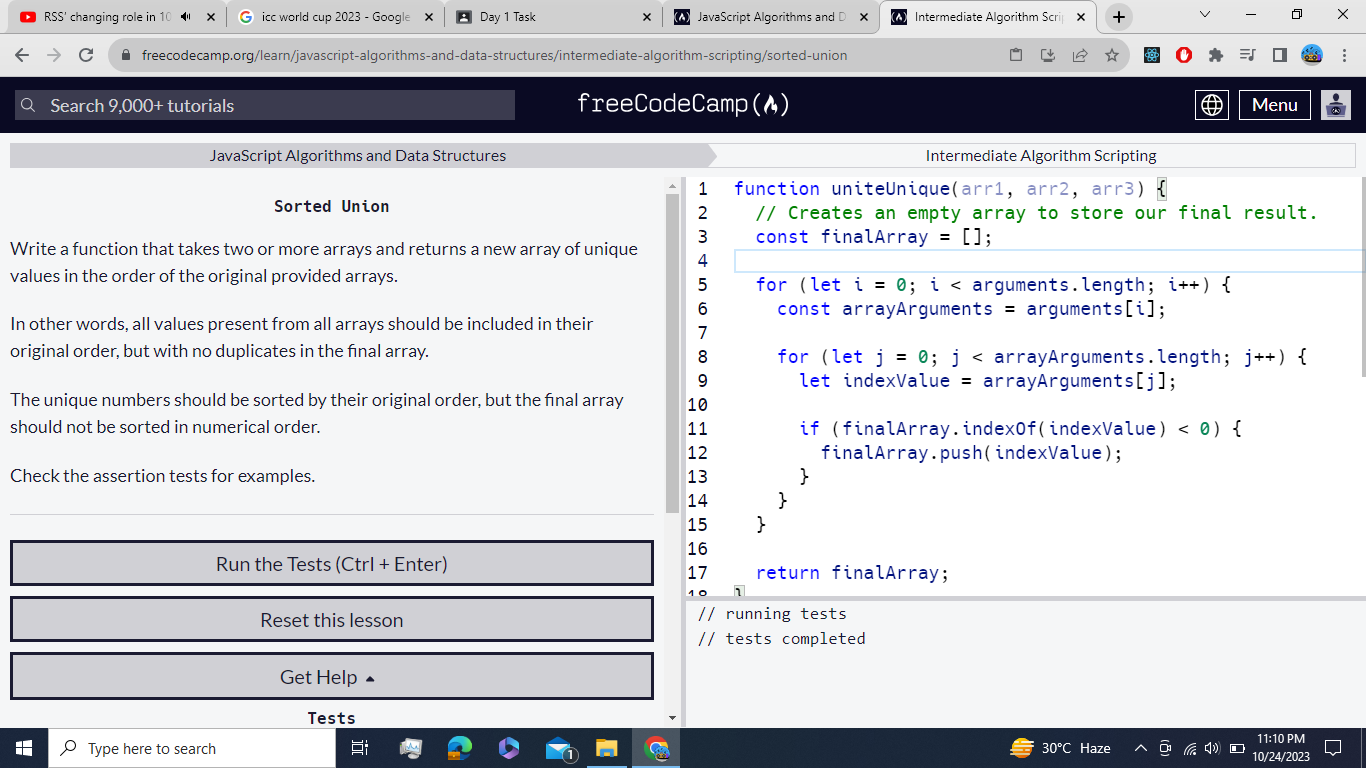 RSS' changing role in 10
icc world cup 2023 - Google
Day 1 Task
JavaScript Algorithms and D
Intermediate Algorithm Scri
freecodecamp.org/learn/javascript-algorithms-and-data-structures/intermediate-algorithm-scripting/sorted-union
Search 9,000+ tutorials
freeCodeCamp
Menu
JavaScript Algorithms and Data Structures
Intermediate Algorithm Scripting
Sorted Union
Write a function that takes two or more arrays and returns a new array of unique
values in the order of the original provided arrays.
In other words, all values present from all arrays should be included in their
original order, but with no duplicates in the final array.
The unique numbers should be sorted by their original order, but the final array
should not be sorted in numerical order.
Check the assertion tests for examples.
Run the Tests (Ctrl + Enter)
Reset this lesson
Get Help
Tests
1 function uniteUnique(arr1, arr2, arr3) {
2 // Creates an empty array to store our final result.
3 const finalArray = [];
4
5 for (let i = 0; i < arguments.length; i++) {
6 const arrayArguments = arguments[i];
7
8 for (let j = 0; j < arrayArguments.length; j++) {
9 let indexValue = arrayArguments[j];
10
11 if (finalArray.indexOf(indexValue) < 0) {
12 finalArray.push(indexValue);
13 }
14 }
15 }
16
17 return finalArray;
18 }
// running tests
// tests completed
Type here to search
1
30°C Haze
11:10 PM
10/24/2023